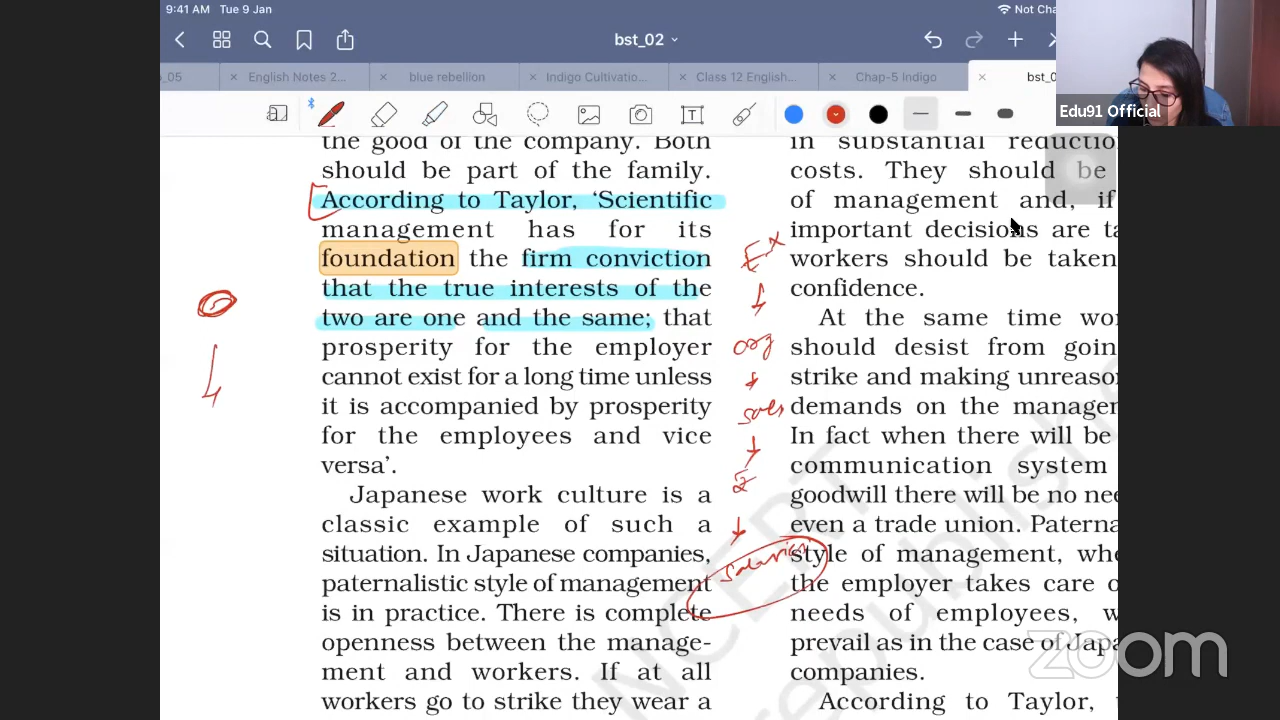 9:41 AM Tue 9 Jan
Not Cha
bst_02
_05
English Notes 2...
blue rebellion
Indigo Cultivatio...
Class 12 English...
Chap-5 Indigo
bst_0
Edu91 Official
the good of the company. Both
should be part of the family.
According to Taylor, ‘Scientific
management has for its
foundation the firm conviction
that the true interests of the
two are one and the same; that
prosperity for the employer
cannot exist for a long time unless
it is accompanied by prosperity
for the employees and vice
versa’.
Japanese work culture is a
classic example of such a
situation. In Japanese companies,
paternalistic style of management
is in practice. There is complete
openness between the manage-
ment and workers. If at all
workers go to strike they wear a
org
salaries
in substantial reductio
costs. They should be
of management and, if
important decisions are ta
workers should be taken
confidence.
At the same time wo
should desist from goin
strike and making unreaso
demands on the managem
In fact when there will be
communication system
goodwill there will be no nee
even a trade union. Paterna
style of management, whe
the employer takes care o
needs of employees, w
prevail as in the case of Japa
companies.
According to Taylor,
NCERT
republishe
zoom